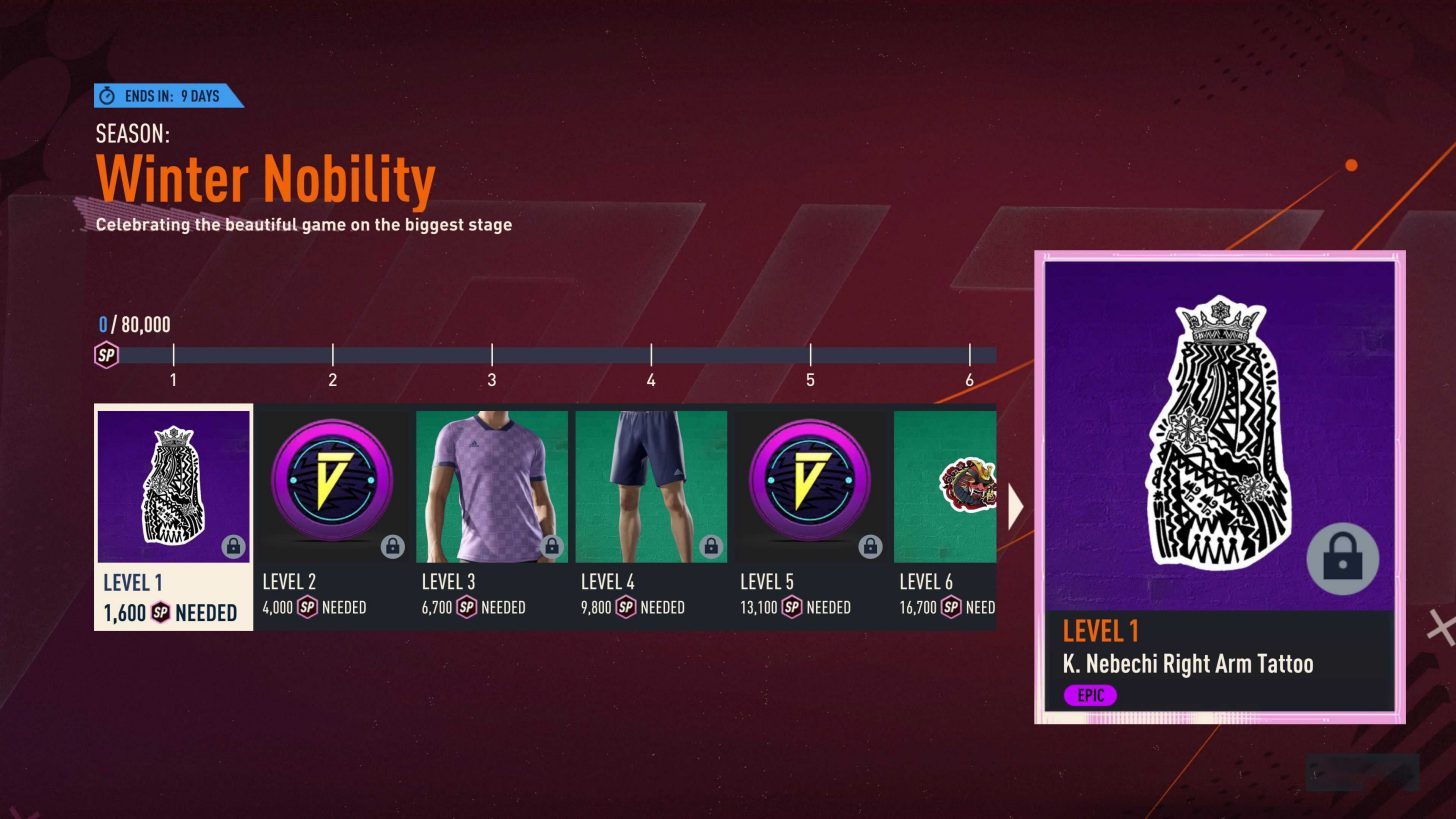 ENDS IN: 9 DAYS
SEASON:
Winter Nobility
Celebrating the beautiful game on the biggest stage
0 / 80,000
SP
1 2 3 4 5 6
LEVEL 1
1,600 SP NEEDED
LEVEL 2
4,000 SP NEEDED
LEVEL 3
6,700 SP NEEDED
LEVEL 4
9,800 SP NEEDED
LEVEL 5
13,100 SP NEEDED
LEVEL 6
16,700 SP NEED
LEVEL 1
K. Nebechi Right Arm Tattoo
EPIC